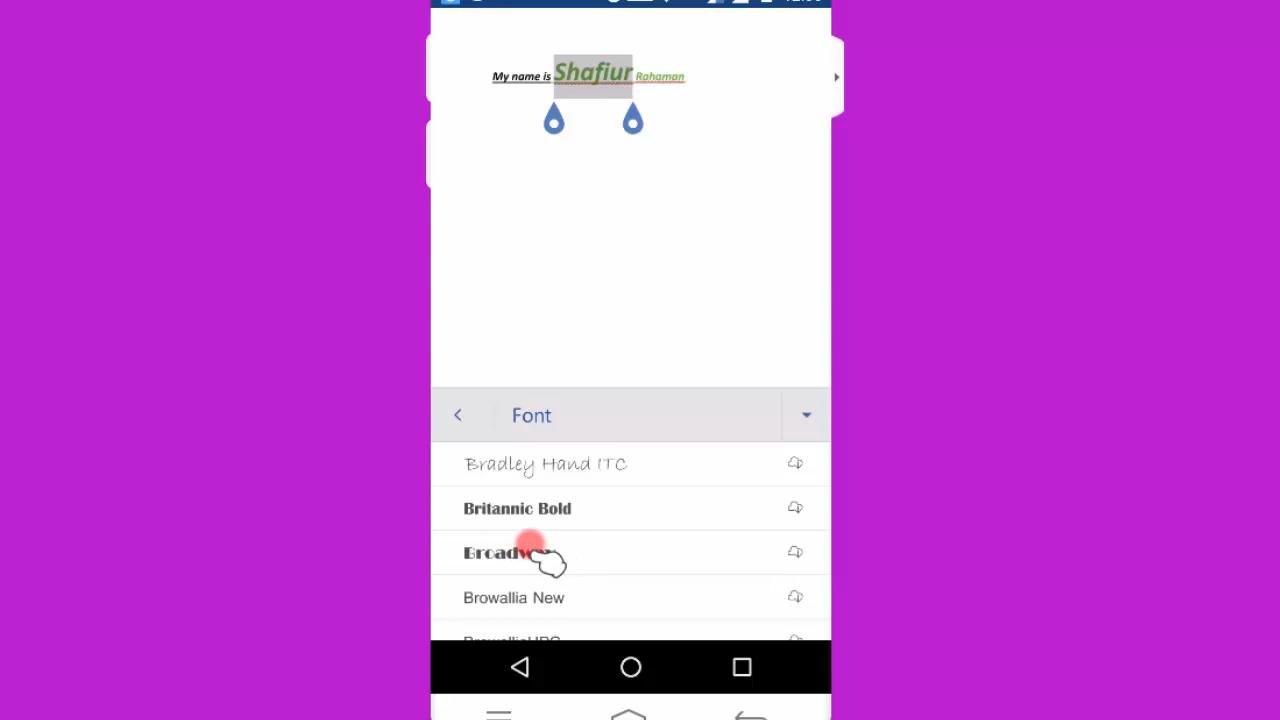 My name is Shafiur Rahaman
Font
Bradley Hand ITC
Britannic Bold
Browallia New